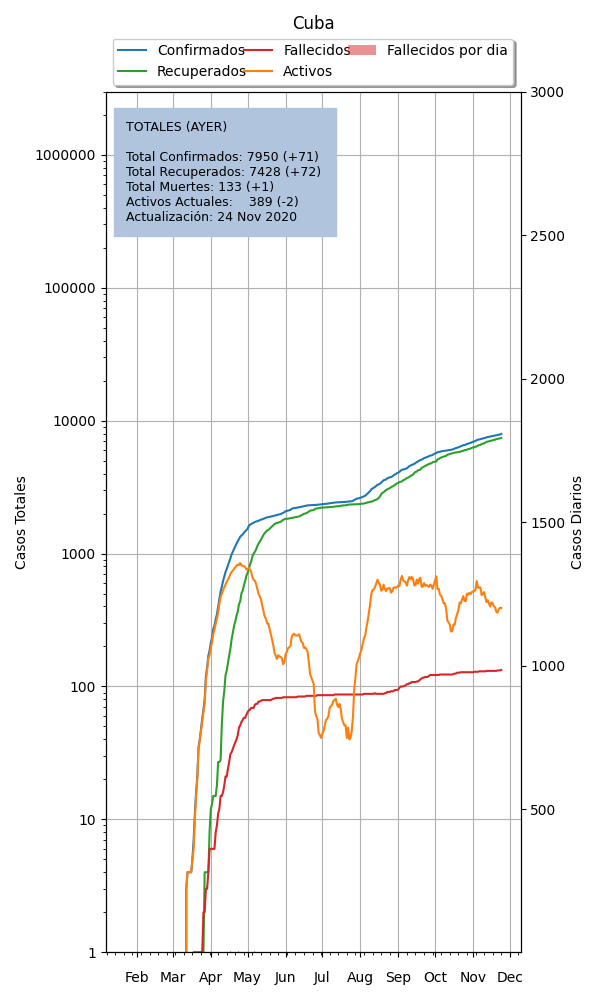 Cuba
Confirmados Fallecidos Fallecidos por dia
Recuperados Activos
TOTALES (AYER)
Total Confirmados: 7950 (+71)
Total Recuperados: 7428 (+72)
Total Muertes: 133 (+1)
Activos Actuales: 389 (-2)
Actualización: 24 Nov 2020
Casos Totales
1000000
100000
10000
1000
100
10
1
Casos Diarios
3000
2500
2000
1500
1000
500
Feb Mar Apr May Jun Jul Aug Sep Oct Nov Dec